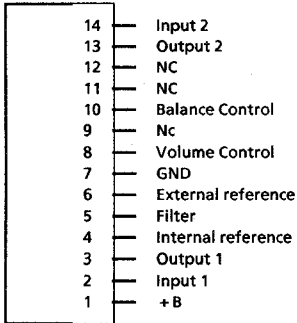 14 Input 2
13 Output 2
12 NC
11 NC
10 Balance Control
9 Nc
8 Volume Control
7 GND
6 External reference
5 Filter
4 Internal reference
3 Output 1
2 Input 1
1 +B